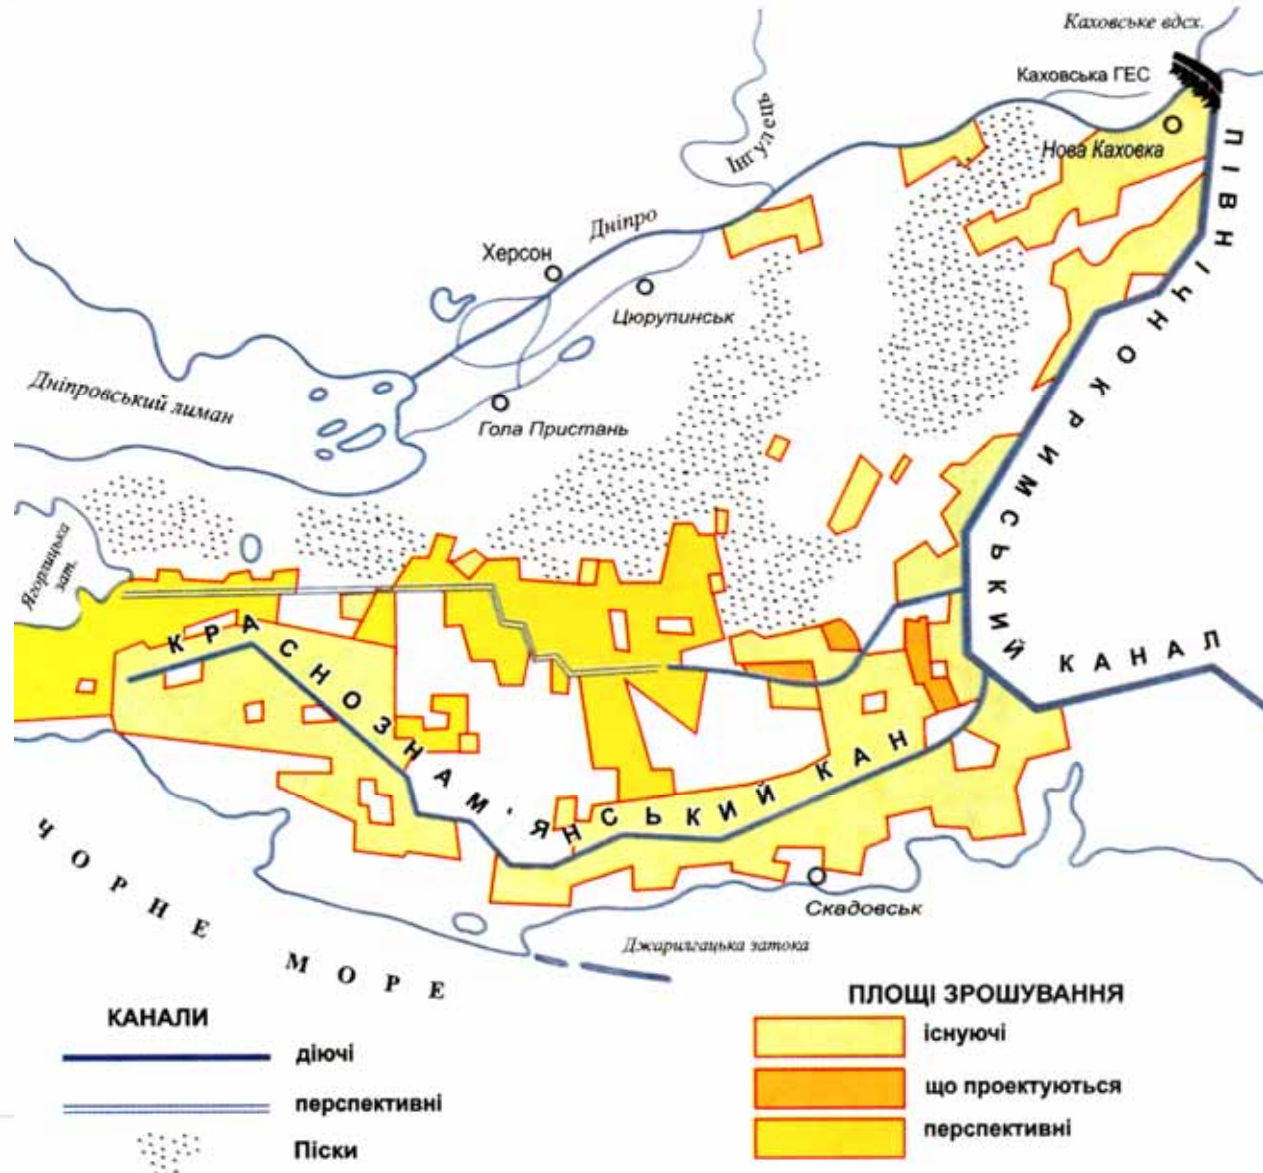 Каховське вдсх.
Каховська ГЕС
Інгулець
Нова Каховка
Дніпро
Херсон
Цюрупинськ
Дніпровський лиман
Гола Пристань
ПІВНІЧНОКРИМСЬКИЙ КАНАЛ
Ягорлицька
зат.
КРАСНОЗНАМ'ЯНСЬКИЙ КАН
Скадовськ
Джарилгацька затока
ЧОРНЕ МОРЕ
КАНАЛИ
діючі
перспективні
Піски
ПЛОЩІ ЗРОШУВАННЯ
існуючі
що проектуються
перспективні